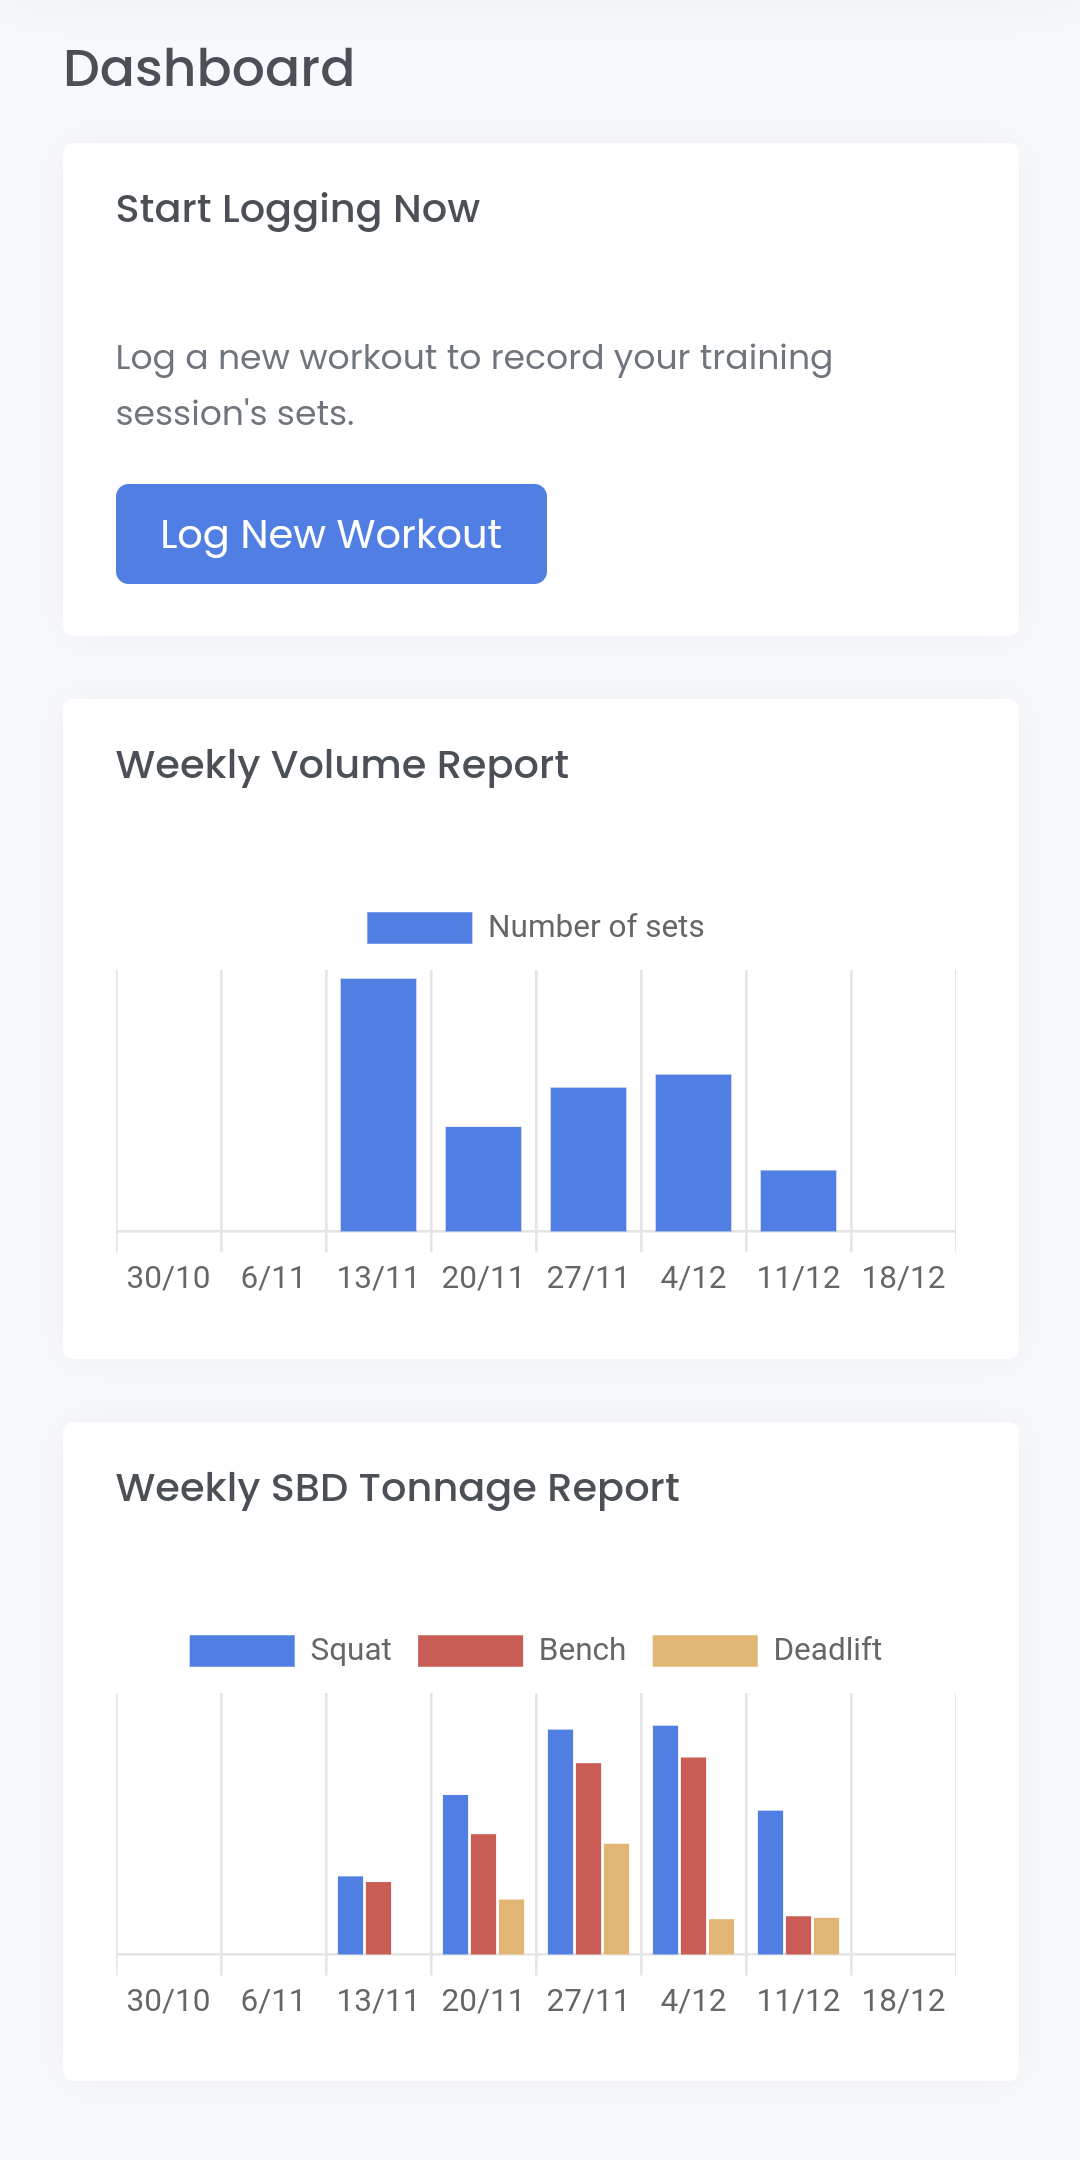 Dashboard
Start Logging Now
Log a new workout to record your training
session's sets.
Log New Workout
Weekly Volume Report
Number of sets
30/10 6/11 13/11 20/11 27/11 4/12 11/12 18/12
Weekly SBD Tonnage Report
Squat Bench Deadlift
30/10 6/11 13/11 20/11 27/11 4/12 11/12 18/12